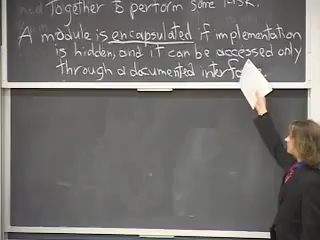 together to perform some task.
A module is encapsulated if implementation
is hidden, and it can be accessed only
through a documented interface.